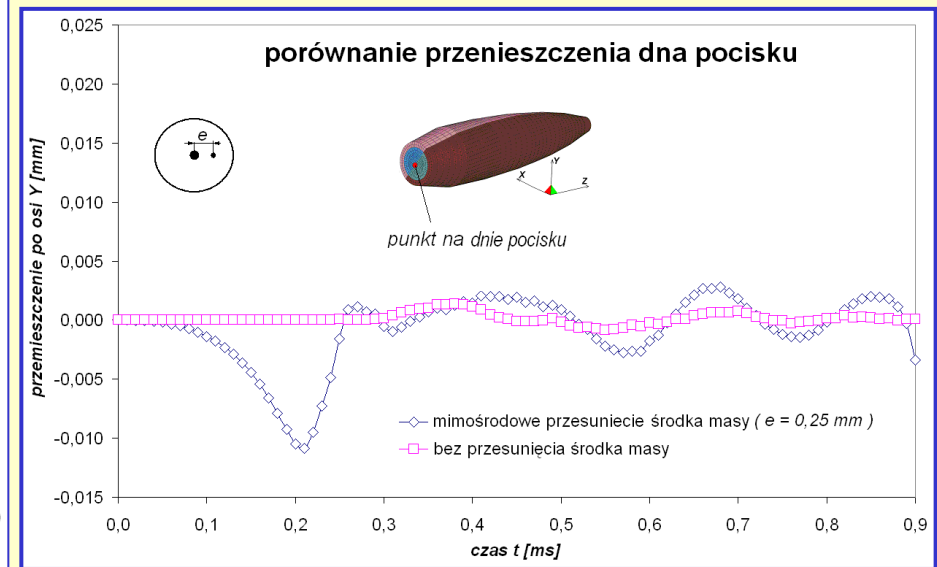 porównanie przenieszczenia dna pocisku
e
Y
X
Z
punkt na dnie pocisku
przemieszczenie po osi Y [mm]
0,025
0,020
0,015
0,010
0,005
0,000
-0,005
-0,010
-0,015
mimośrodowe przesuniecie środka masy ( e = 0,25 mm )
bez przesunięcia środka masy
0,0 0,1 0,2 0,3 0,4 0,5 0,6 0,7 0,8 0,9
czas t [ms]